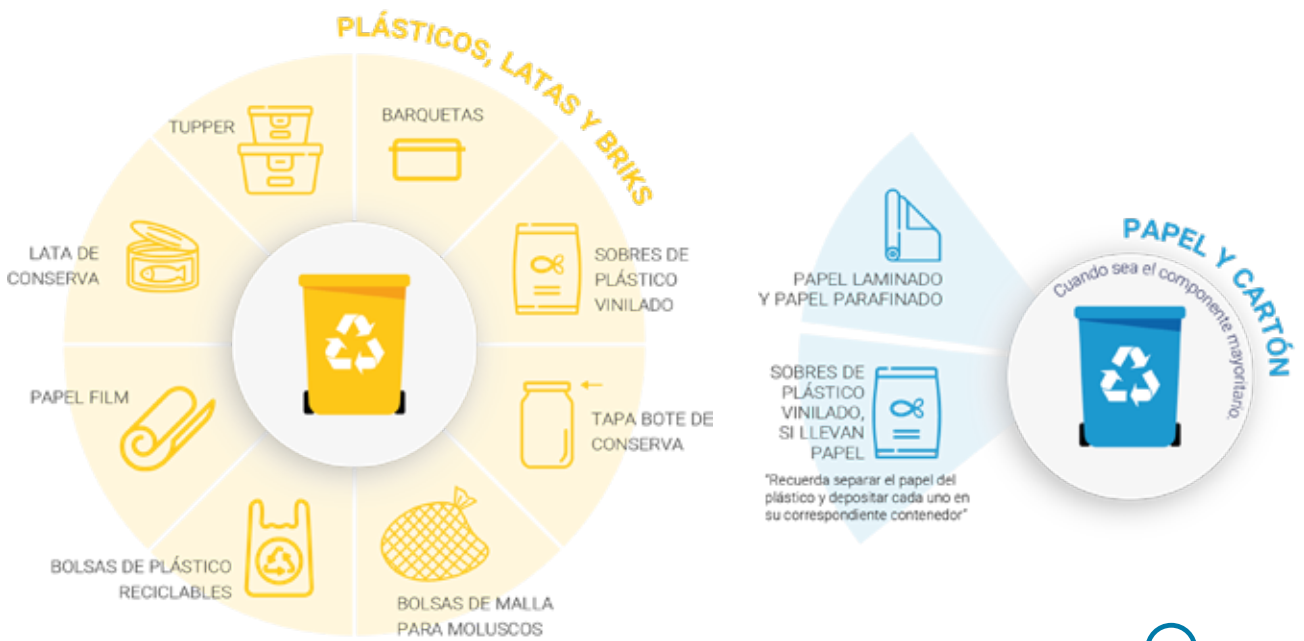 PLÁSTICOS, LATAS Y BRIKS
TUPPER
BARQUETAS
LATA DE
CONSERVA
SOBRES DE
PLÁSTICO
VINILADO
PAPEL FILM
TAPA BOTE DE
CONSERVA
BOLSAS DE PLÁSTICO
RECICLABLES
BOLSAS DE MALLA
PARA MOLUSCOS
PAPEL Y CARTÓN
Cuando sea el componente mayoritario.
PAPEL LAMINADO
Y PAPEL PARAFINADO
SOBRES DE
PLÁSTICO
VINILADO,
SI LLEVAN
PAPEL
"Recuerda separar el papel del
plástico y depositar cada uno en
su correspondiente contenedor"